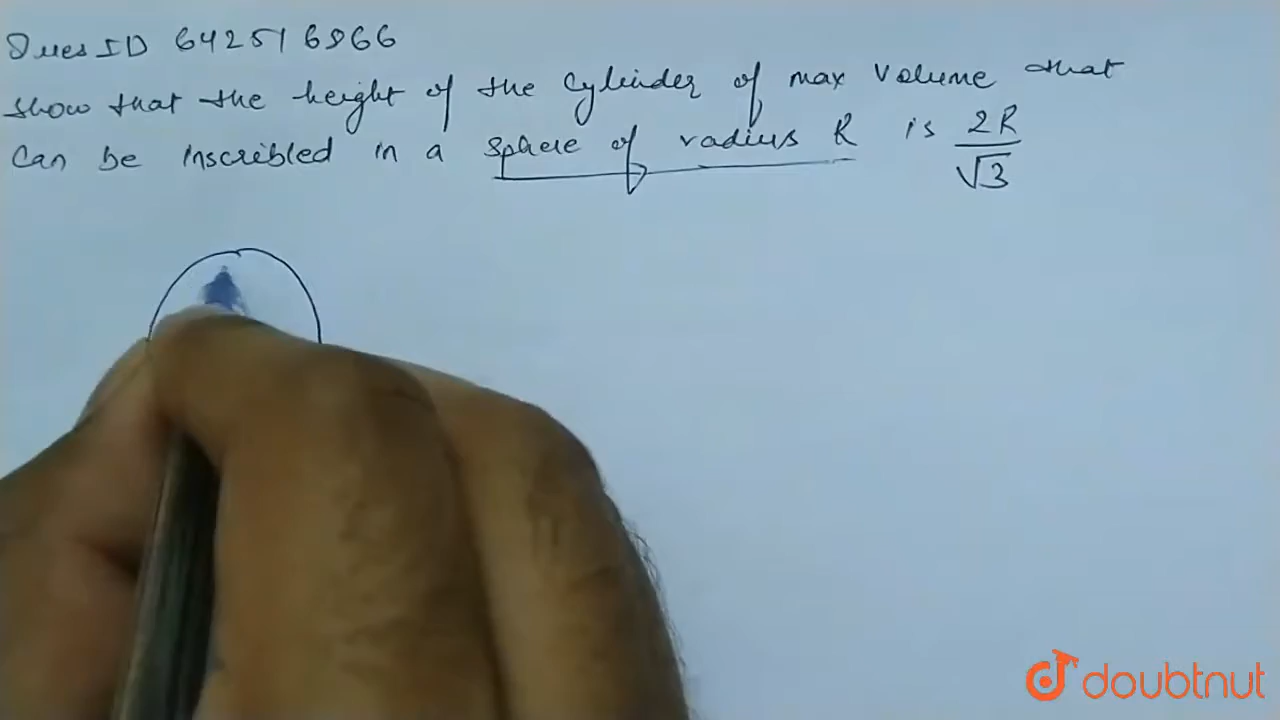 Ques ID 642516966
show that the height of the cylinder of max volume that
can be inscribled in a sphere of radius R is 2R/√3
doubtnut